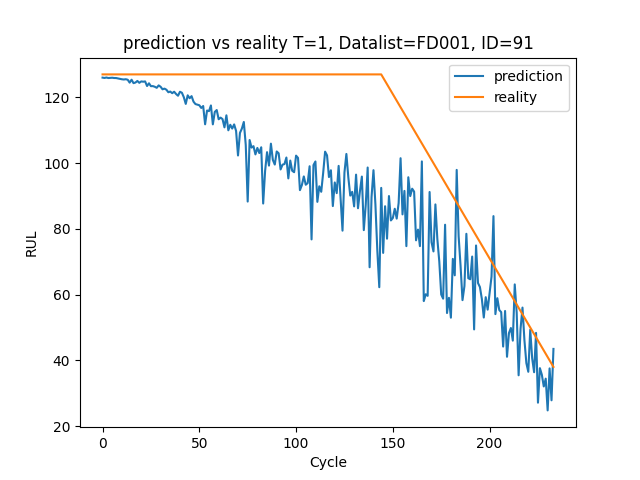 prediction vs reality T=1, Datalist=FD001, ID=91
prediction
reality
120
100
80
60
40
20
RUL
0
50
100
150
200
Cycle